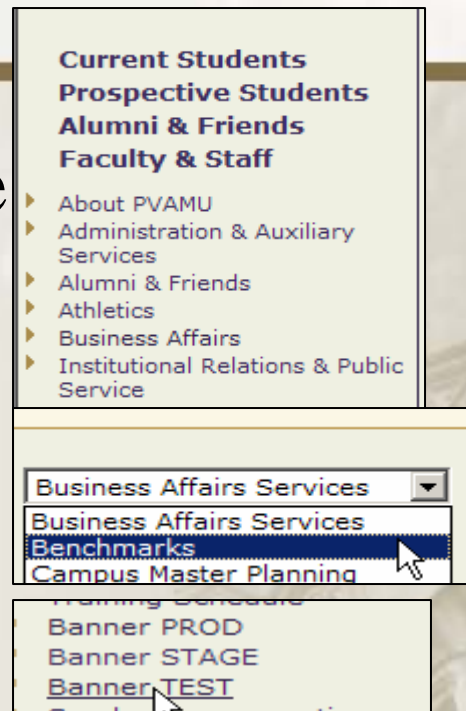 Current Students
Prospective Students
Alumni & Friends
Faculty & Staff
About PVAMU
Administration & Auxiliary
Services
Alumni & Friends
Athletics
Business Affairs
Institutional Relations & Public
Service
Business Affairs Services
Business Affairs Services
Benchmarks
Campus Master Planning
Training Schedule
Banner PROD
Banner STAGE
Banner TEST